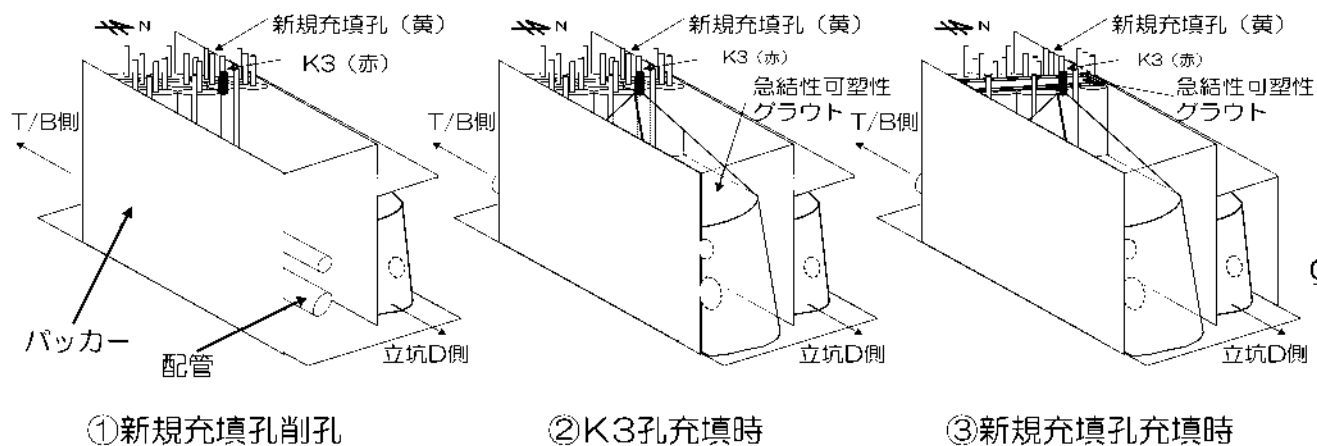 N
新規充填孔（黄）
K3（赤）
T/B側
パッカー
配管
立坑D側
①新規充填孔削孔
N
新規充填孔（黄）
K3（赤）
急結性可塑性
グラウト
T/B側
立坑D側
②K3孔充填時
N
新規充填孔（黄）
K3（赤）
急結性可塑性
グラウト
T/B側
立坑D側
③新規充填孔充填時